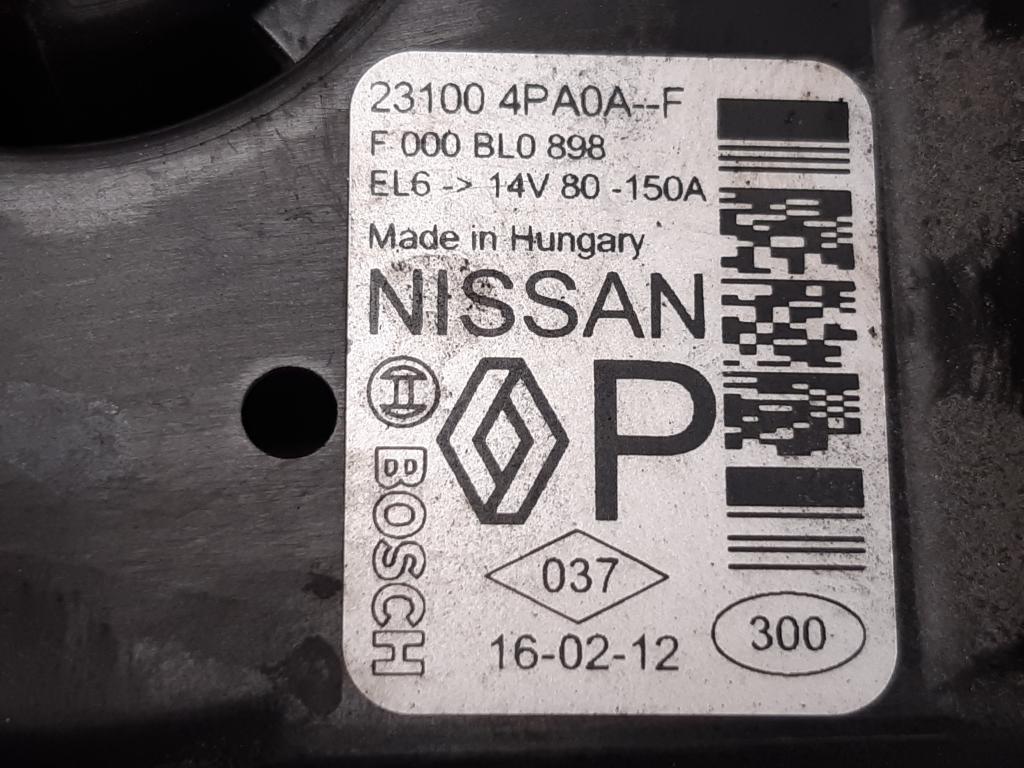 23100 4PA0A--F
F 000 BL0 898
EL6 -> 14V 80 -150A
Made in Hungary
NISSAN
P
BOSCH
037
16-02-12
300